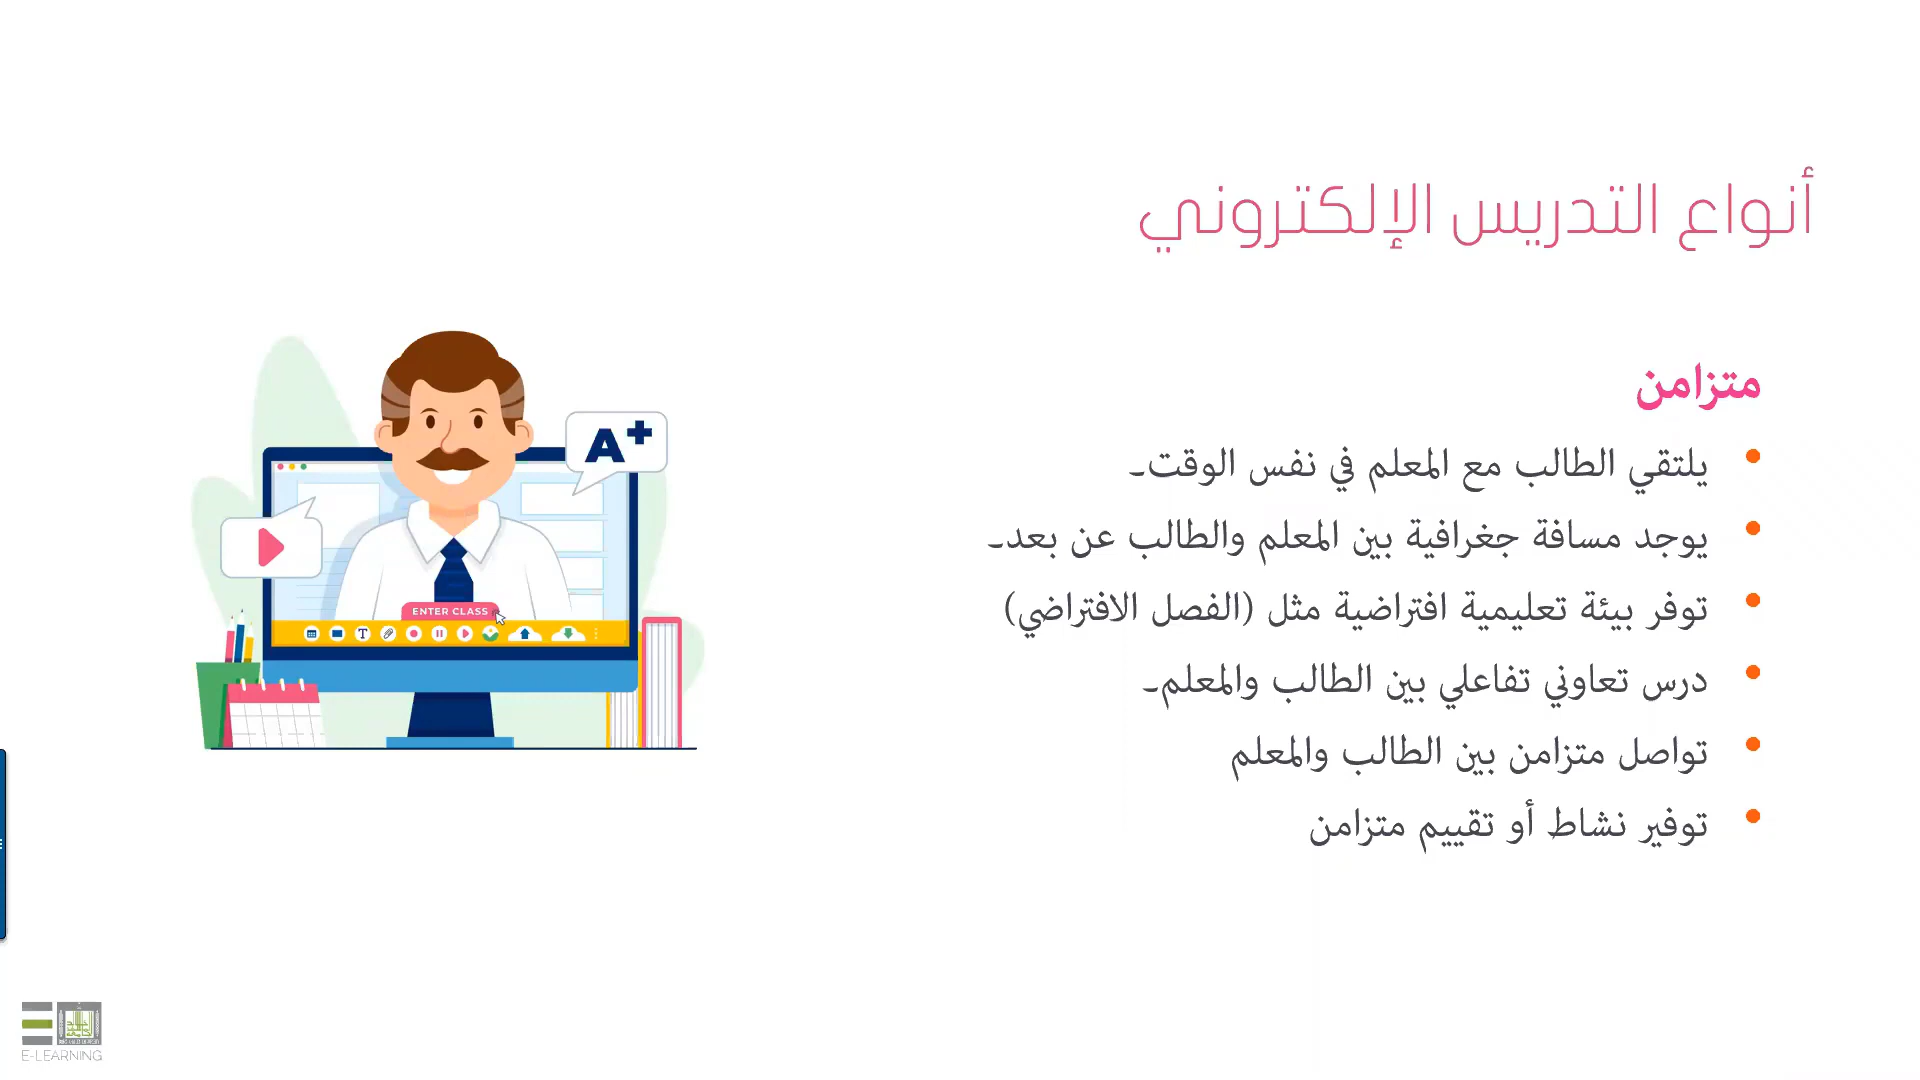 أنواع التدريس الإلكتروني
متزامن
• يلتقي الطالب مع المعلم في نفس الوقت۔
• يوجد مسافة جغرافية بين المعلم والطالب عن بعد۔
• توفر بيئة تعليمية افتراضية مثل (الفصل الافتراضي)
• درس تعاوني تفاعلي بين الطالب والمعلم۔
• تواصل متزامن بين الطالب والمعلم
• توفير نشاط أو تقييم متزامن
A+
ENTER CLASS
T
E-LEARNING